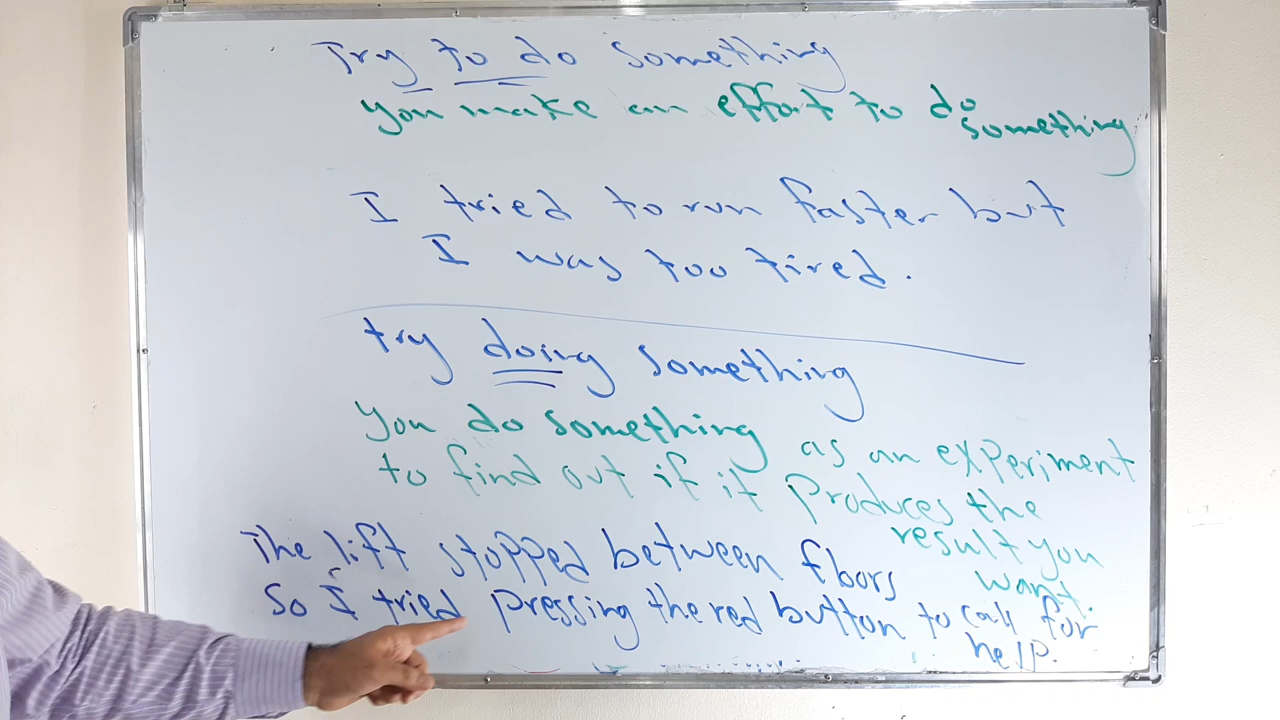 Try to do something
you make an effort to do
something
I tried to run faster but
I was too tired.
try doing something
You do something as an experiment
to find out if it produces the
result you
want.
The lift stopped between floors
So I tried pressing the red button to call for
help.